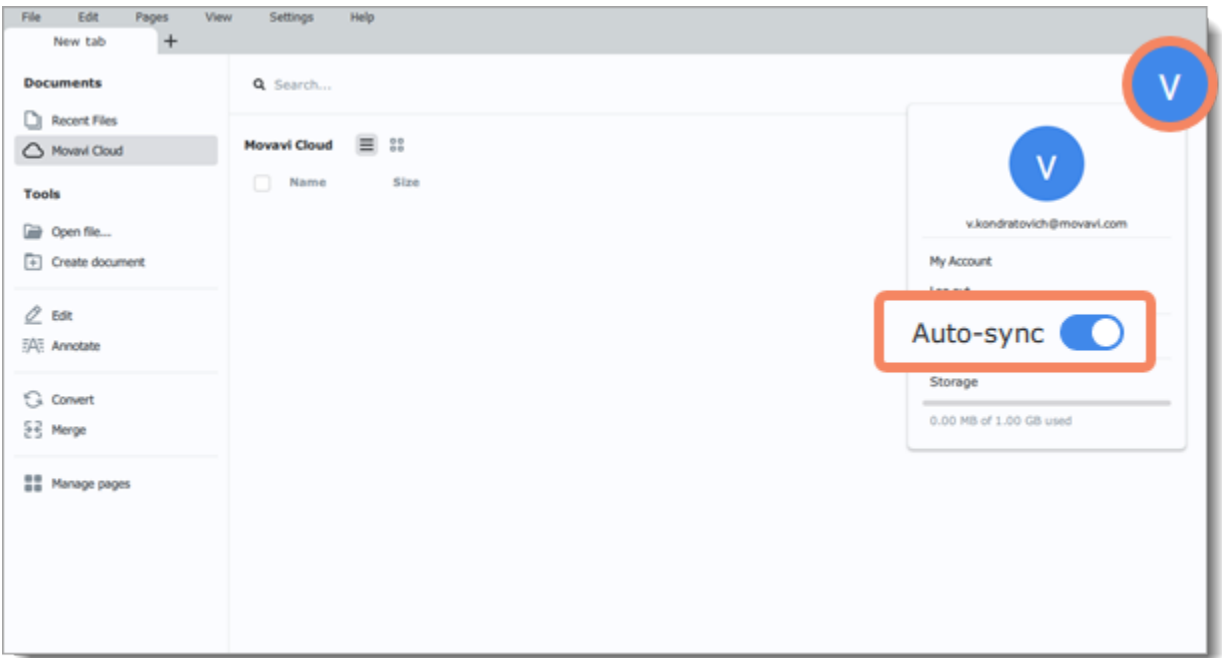 File Edit Pages View Settings Help
New tab +
Documents
Recent Files
Movavi Cloud
Tools
Open file...
Create document
Edit
Annotate
Convert
Merge
Manage pages
Search...
Movavi Cloud
Name Size
V
V
v.kondratovich@movavi.com
My Account
Log out
Auto-sync
Storage
0.00 MB of 1.00 GB used